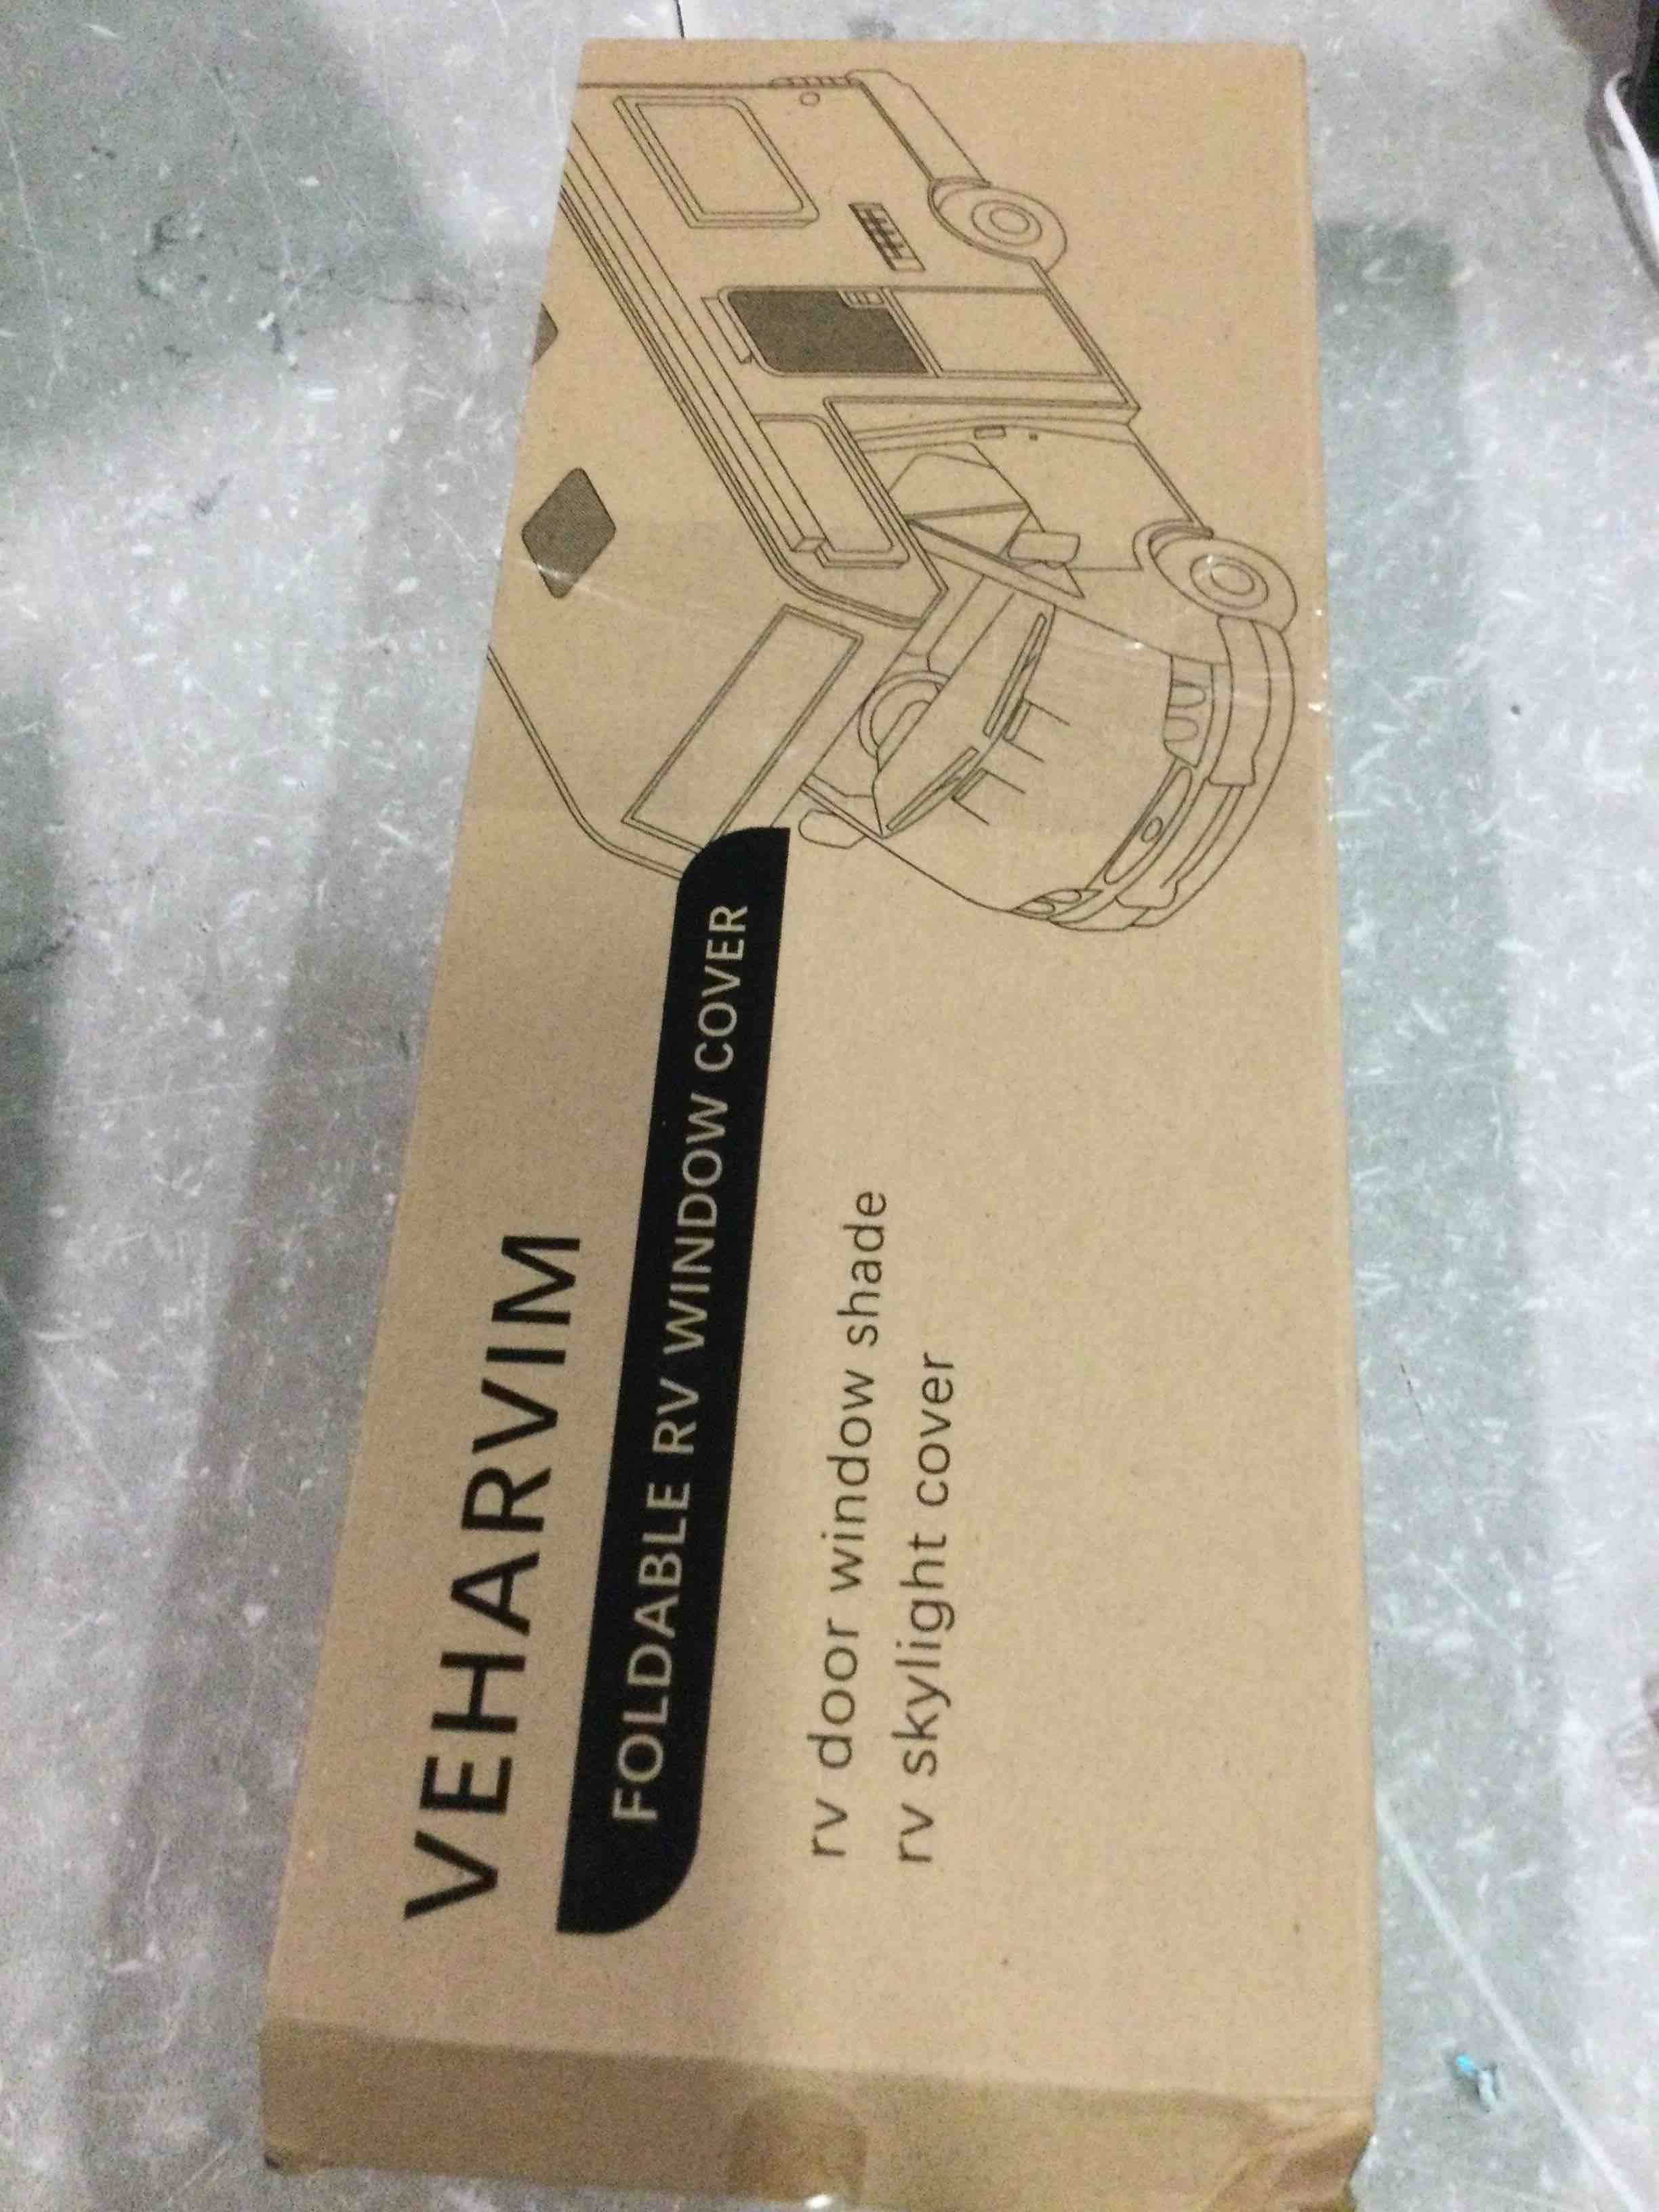 VEHARVIM
FOLDABLE RV WINDOW COVER
rv door window shade
rv skylight cover